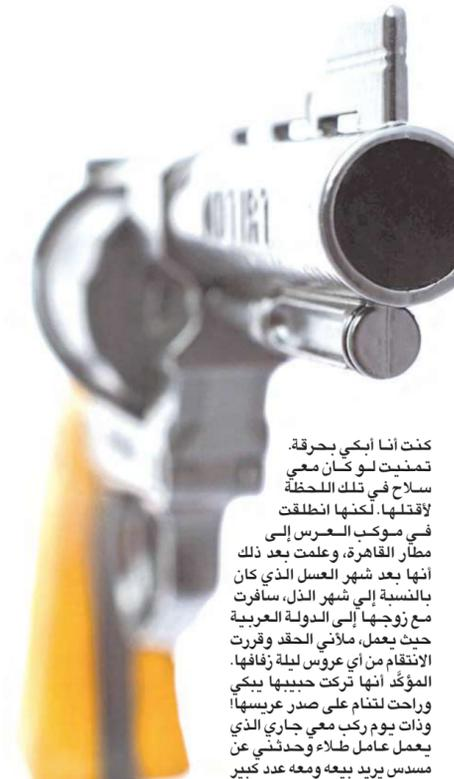 كنت أنا أبكي بحرقة.
تمنيت لو كان معي
سلاح في تلك اللحظة
لأقتلها. لكنها انطلقت
في موكب العرس إلى
مطار القاهرة، وعلمت بعد ذلك
أنها بعد شهر العسل الذي كان
بالنسبة إلي شهر الذل، سافرت
مع زوجها إلى الدولة العربية
حيث يعمل، ملأني الحقد وقررت
الانتقام من أي عروس ليلة زفافها.
المؤكَّد أنها تركت حبيبها يبكي
وراحت لتنام على صدر عريسها!
وذات يوم ركب معي جاري الذي
يعمل عامل طلاء وحدثني عن
مسدس يريد بيعه ومعه عدد كبير